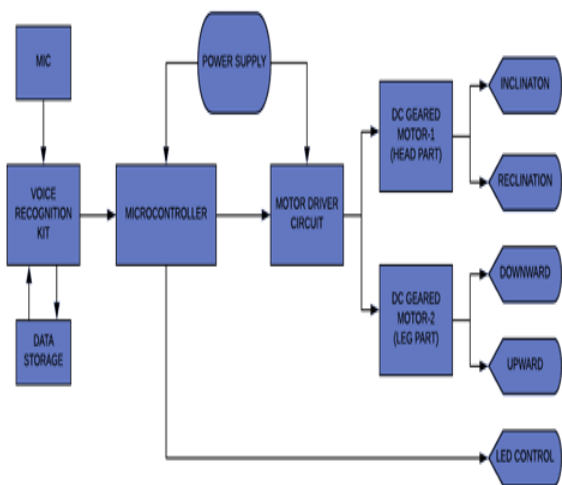 MIC
POWER SUPPLY
INCLINATON
DC GEARED
MOTOR-1
(HEAD PART)
RECLINATION
VOICE
RECOGNITION
KIT
MICROCONTROLLER
MOTOR DRIVER
CIRCUIT
DOWNWARD
DC GEARED
MOTOR-2
(LEG PART)
DATA
STORAGE
UPWARD
LED CONTROL